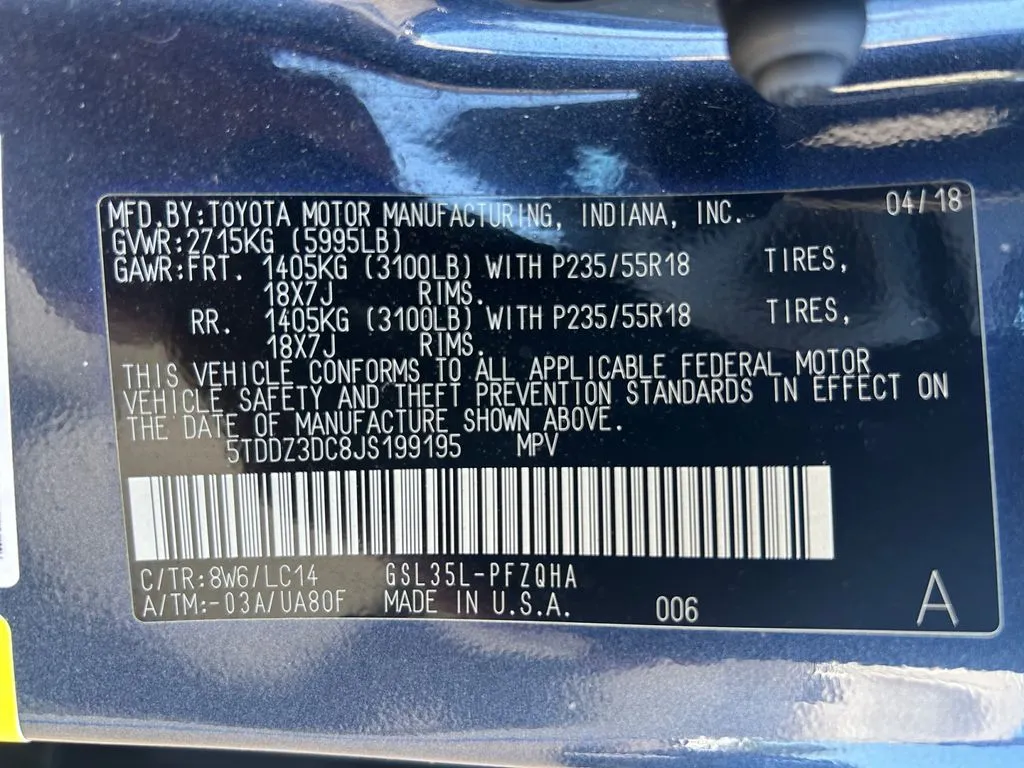 MFD.BY:TOYOTA MOTOR MANUFACTURING, INDIANA, INC. 04/18
GVWR:2715KG (5995LB)
GAWR:FRT. 1405KG (3100LB) WITH P235/55R18 TIRES,
18X7J RIMS.
RR. 1405KG (3100LB) WITH P235/55R18 TIRES,
18X7J RIMS.
THIS VEHICLE CONFORMS TO ALL APPLICABLE FEDERAL MOTOR
VEHICLE SAFETY AND THEFT PREVENTION STANDARDS IN EFFECT ON
THE DATE OF MANUFACTURE SHOWN ABOVE.
5TDDZ3DC8JS199195 MPV
C/TR:8W6/LC14 GSL35L-PFZQHA
A/TM:-03A/UA80F MADE IN U.S.A. 006 A